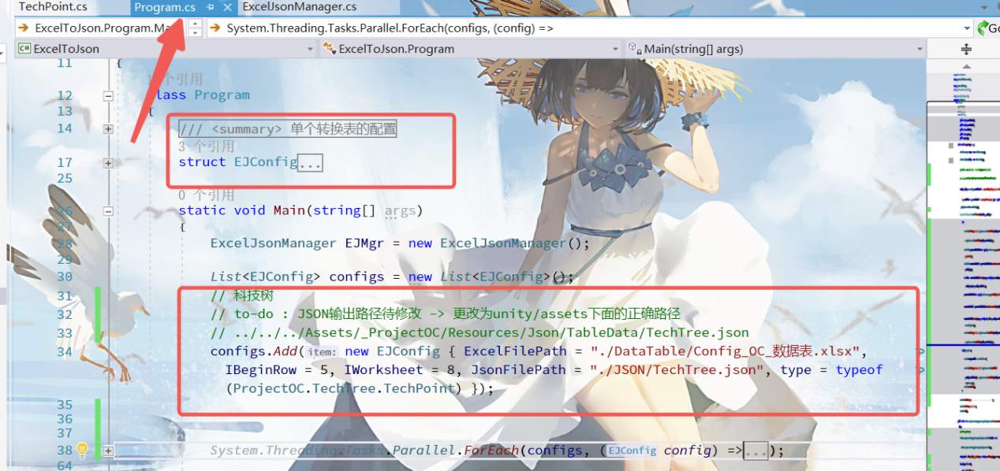 TechPoint.cs Program.cs ExcelJsonManager.cs
ExcelToJson.Program.Ma System.Threading.Tasks.Parallel.ForEach(configs, (config) => Go
C# ExcelToJson ExcelToJson.Program Main(string[] args)
11 {
个引用
12 lass Program
13 {
14 /// <summary> 单个转换表的配置
3 个引用
17 struct EJConfig...
25
0 个引用
26 static void Main(string[] args)
27 {
28 ExcelJsonManager EJMgr = new ExcelJsonManager();
29
30 List<EJConfig> configs = new List<EJConfig>();
31 // 科技树
32 // to-do : JSON输出路径待修改 -> 更改为unity/assets下面的正确路径
33 // ../../../Assets/_ProjectOC/Resources/Json/TableData/TechTree.json
34 configs.Add(item: new EJConfig { ExcelFilePath = "./DataTable/Config_OC_数据表.xlsx",
IBeginRow = 5, IWorksheet = 8, JsonFilePath = "./JSON/TechTree.json", type = typeof
(ProjectOC.TechTree.TechPoint) });
35
36
37
38 System.Threading.Tasks.Parallel.ForEach(configs, (EJConfig config) =>...);
64